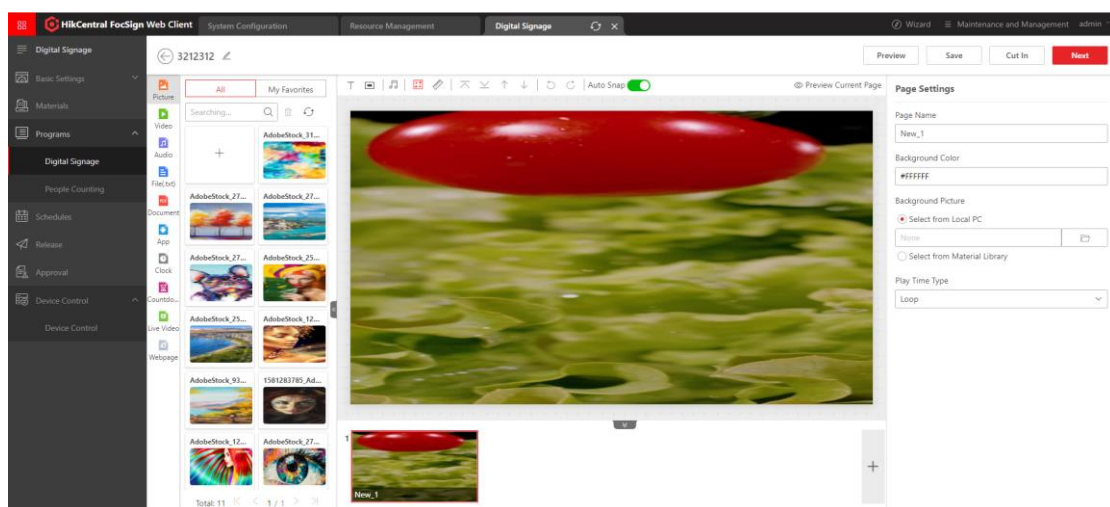 HikCentral FocSign Web Client
System Configuration
Resource Management
Digital Signage
Wizard
Maintenance and Management
admin
Digital Signage
Basic Settings
Materials
Programs
Digital Signage
People Counting
Schedules
Release
Approval
Device Control
Device Control
3212312
Preview
Save
Cut In
Next
Picture
Video
Audio
File(.txt)
Document
App
Clock
Countdo...
Live Video
Webpage
All
My Favorites
Searching...
AdobeStock_31...
AdobeStock_27...
AdobeStock_27...
AdobeStock_27...
AdobeStock_25...
AdobeStock_25...
AdobeStock_12...
AdobeStock_93...
1581283785_Ad...
AdobeStock_12...
AdobeStock_27...
Total: 11
1 / 1
T
Auto Snap
Preview Current Page
1
New_1
Page Settings
Page Name
New_1
Background Color
#FFFFFF
Background Picture
Select from Local PC
None
Select from Material Library
Play Time Type
Loop